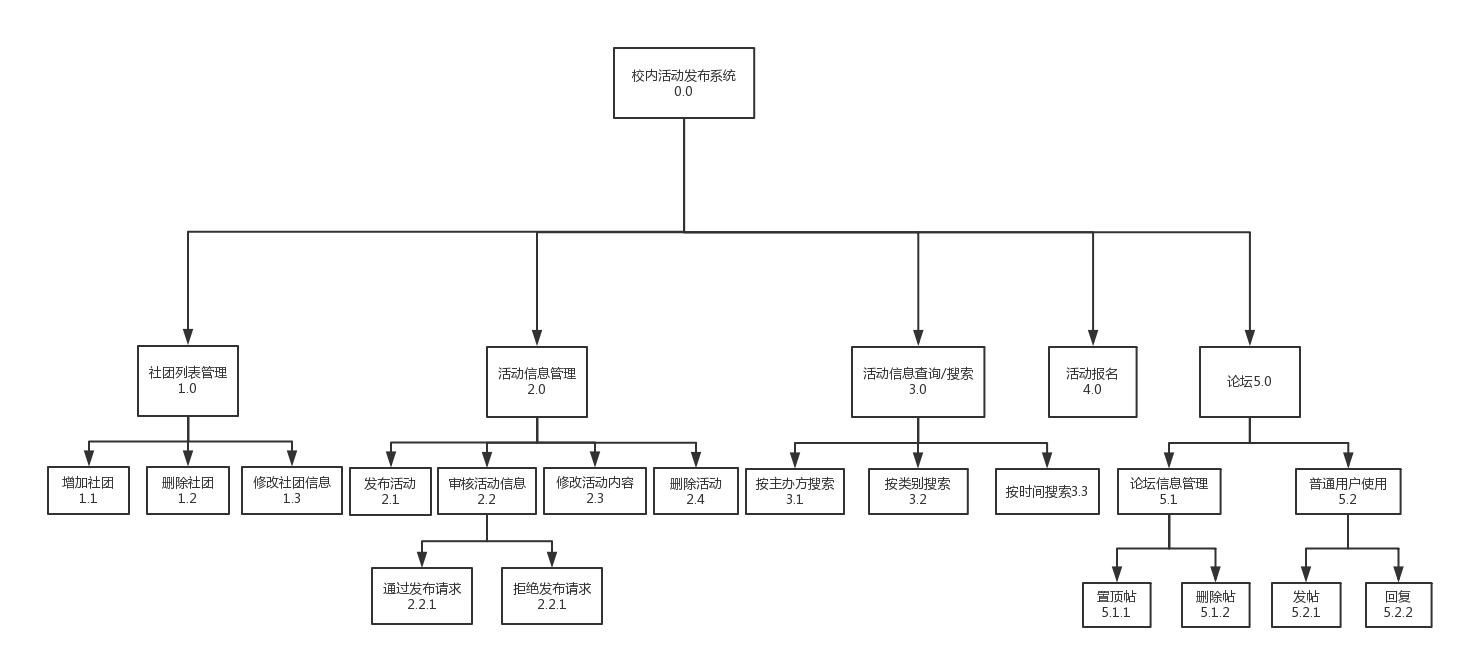 校内活动发布系统
0.0
社团列表管理
1.0
活动信息管理
2.0
活动信息查询/搜索
3.0
活动报名
4.0
论坛5.0
增加社团
1.1
删除社团
1.2
修改社团信息
1.3
发布活动
2.1
审核活动信息
2.2
修改活动内容
2.3
删除活动
2.4
按主办方搜索
3.1
按类别搜索
3.2
按时间搜索3.3
论坛信息管理
5.1
普通用户使用
5.2
通过发布请求
2.2.1
拒绝发布请求
2.2.1
置顶帖
5.1.1
删除帖
5.1.2
发帖
5.2.1
回复
5.2.2